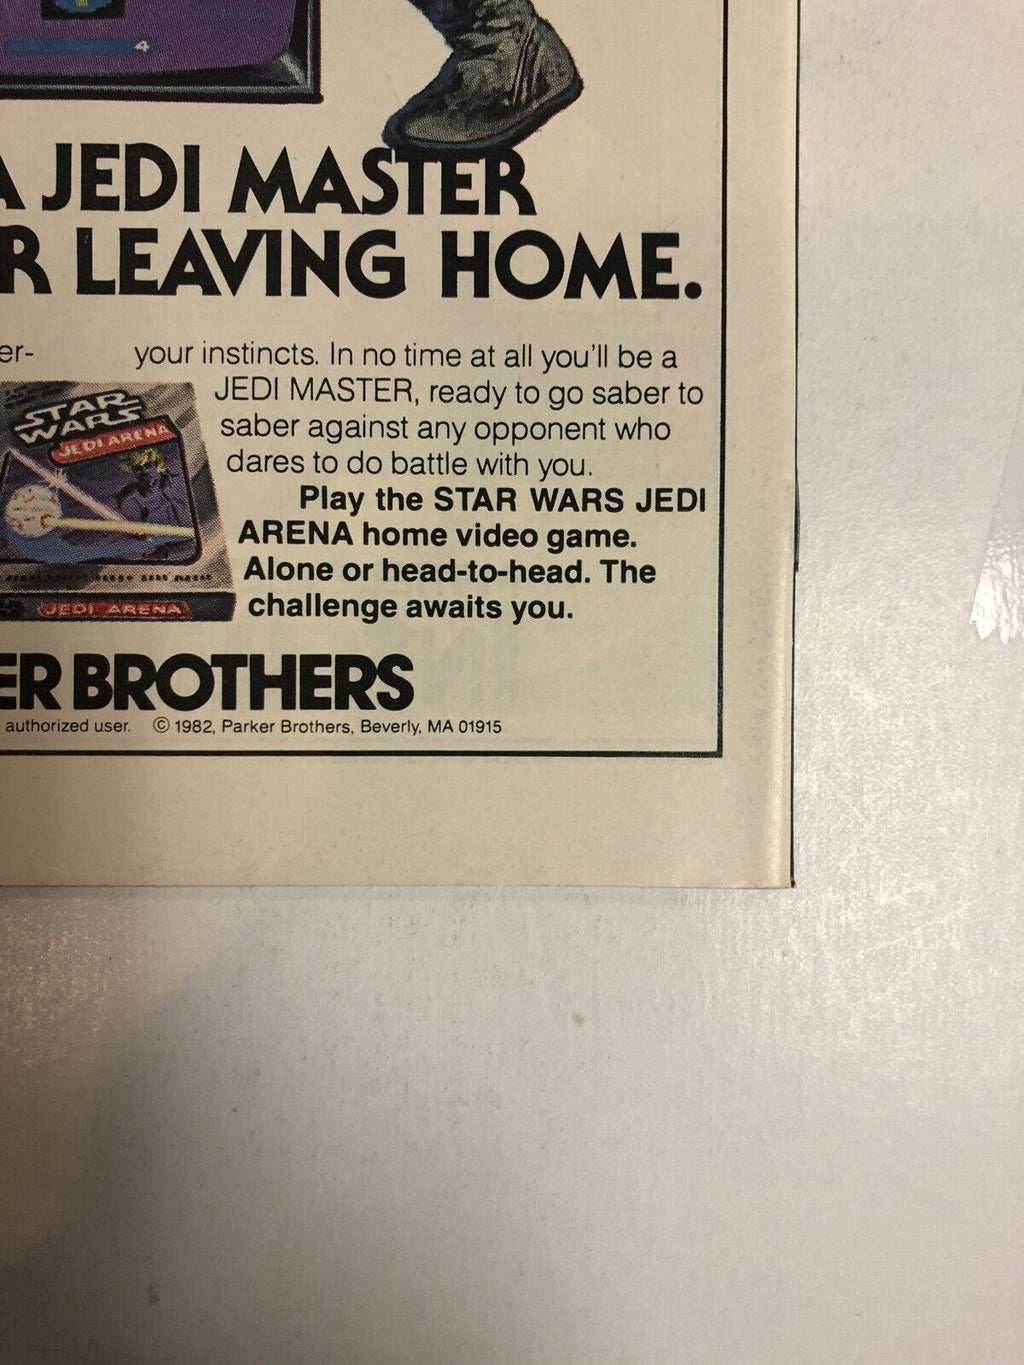 4
A JEDI MASTER
R LEAVING HOME.
er-
your instincts. In no time at all you'll be a
JEDI MASTER, ready to go saber to
saber against any opponent who
dares to do battle with you.
Play the STAR WARS JEDI
ARENA home video game.
Alone or head-to-head. The
challenge awaits you.
STAR
WARS
JEDI ARENA
JEDI ARENA
ER BROTHERS
authorized user. © 1982, Parker Brothers, Beverly, MA 01915